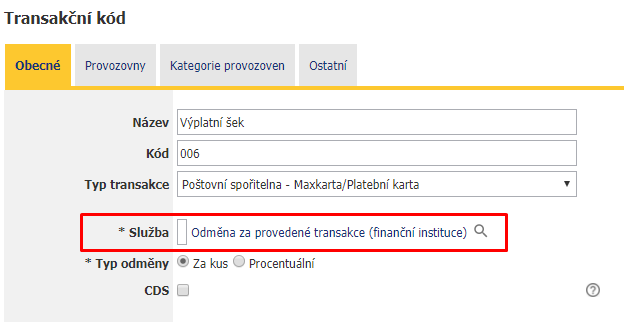 Transakční kód
Obecné Provozovny Kategorie provozoven Ostatní
Název Výplatní šek
Kód 006
Typ transakce Poštovní spořitelna - Maxkarta/Platební karta
* Služba Odměna za provedené transakce (finanční instituce)
* Typ odměny Za kus Procentuální
CDS ?